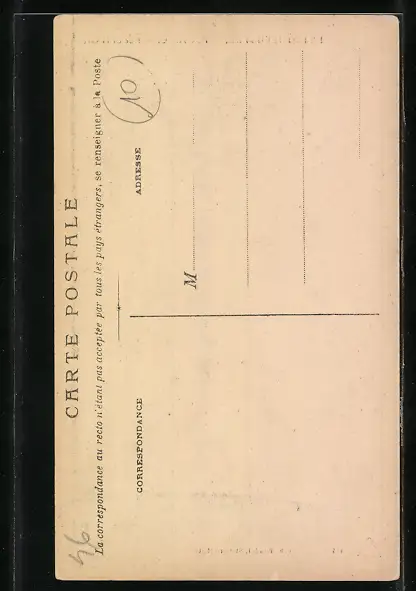 CARTE POSTALE
La correspondance au recto n'étant pas acceptée par tous les pays étrangers, se renseigner à la Poste
CORRESPONDANCE
ADRESSE
10
M
46